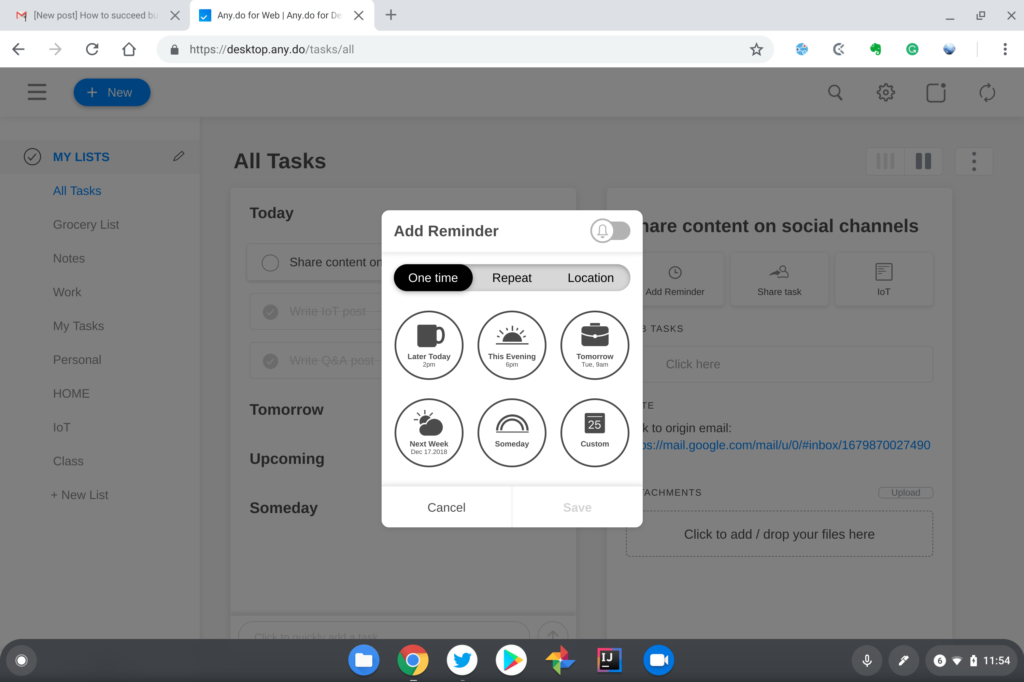 [New post] How to succeed bu
Any.do for Web | Any.do for De
https://desktop.any.do/tasks/all
+ New
MY LISTS
All Tasks
Grocery List
Notes
Work
My Tasks
Personal
HOME
IoT
Class
+ New List
All Tasks
Today
Share content on
Write IoT post
Write Q&A post
Tomorrow
Upcoming
Someday
Click to quickly add a task
Add Reminder
One time
Repeat
Location
Later Today
2pm
This Evening
6pm
Tomorrow
Tue, 9am
Next Week
Dec 17,2018
Someday
25
Custom
Cancel
Save
hare content on social channels
Add Reminder
Share task
IoT
B TASKS
Click here
TE
k to origin email:
ps://mail.google.com/mail/u/0/#inbox/1679870027490
TACHMENTS
Upload
Click to add / drop your files here
IJ
6
11:54